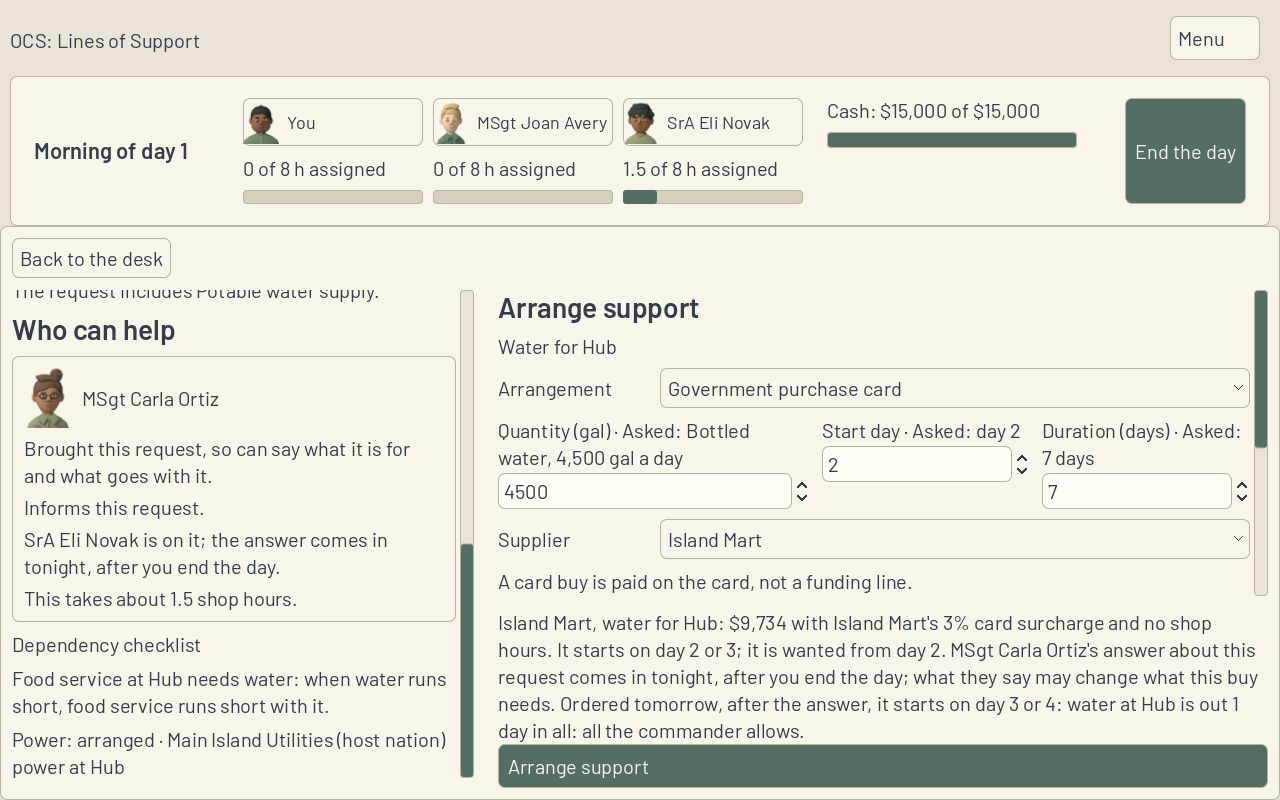 OCS: Lines of Support
Menu
Morning of day 1
You
MSgt Joan Avery
SrA Eli Novak
0 of 8 h assigned
0 of 8 h assigned
1.5 of 8 h assigned
Cash: $15,000 of $15,000
End the day
Back to the desk
The request includes Potable water supply.
Who can help
MSgt Carla Ortiz
Brought this request, so can say what it is for
and what goes with it.
Informs this request.
SrA Eli Novak is on it; the answer comes in
tonight, after you end the day.
This takes about 1.5 shop hours.
Dependency checklist
Food service at Hub needs water: when water runs
short, food service runs short with it.
Power: arranged · Main Island Utilities (host nation)
power at Hub
Arrange support
Water for Hub
Arrangement
Government purchase card
Quantity (gal) · Asked: Bottled
water, 4,500 gal a day
4500
Start day · Asked: day 2
2
Duration (days) · Asked:
7 days
7
Supplier
Island Mart
A card buy is paid on the card, not a funding line.
Island Mart, water for Hub: $9,734 with Island Mart's 3% card surcharge and no shop
hours. It starts on day 2 or 3; it is wanted from day 2. MSgt Carla Ortiz's answer about this
request comes in tonight, after you end the day; what they say may change what this buy
needs. Ordered tomorrow, after the answer, it starts on day 3 or 4: water at Hub is out 1
day in all: all the commander allows.
Arrange support